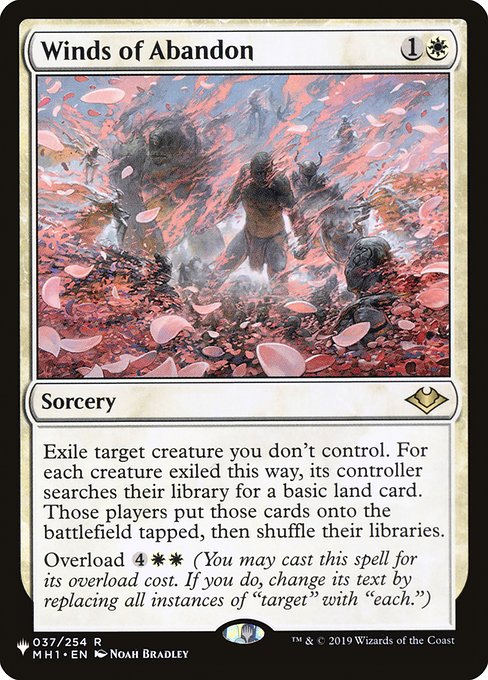 Winds of Abandon 1
Sorcery
Exile target creature you don’t control. For
each creature exiled this way, its controller
searches their library for a basic land card.
Those players put those cards onto the
battlefield tapped, then shuffle their libraries.
Overload 4 (You may cast this spell for
its overload cost. If you do, change its text by
replacing all instances of “target” with “each.”)
037/254 R
MH1 • EN NOAH BRADLEY
™ & © 2019 Wizards of the Coast